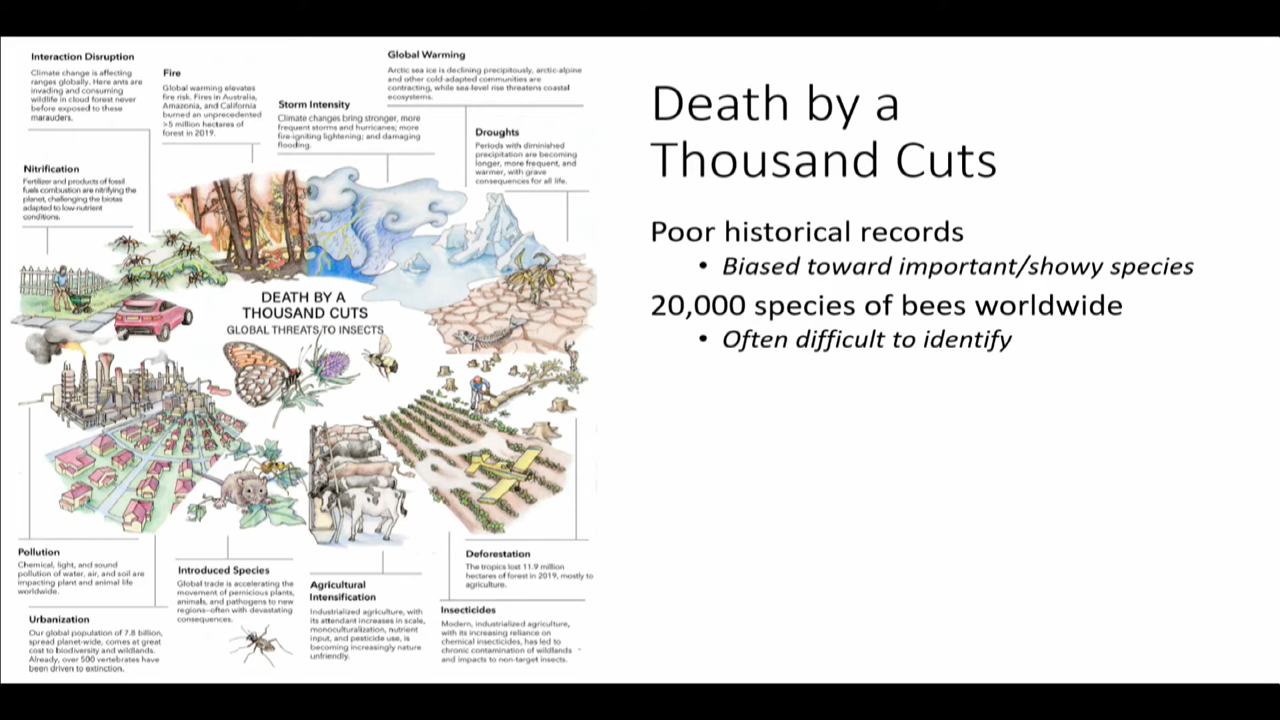 Interaction Disruption
Climate change is affecting
ranges globally. Here ants are
invading and consuming
wildlife in cloud forest never
before exposed to these
marauders.
Fire
Global warming elevates
fire risk. Fires in Australia,
Amazonia, and California
burned an unprecedented
>5 million hectares of
forest in 2019.
Storm Intensity
Climate changes bring stronger, more
frequent storms and hurricanes; more
fire-igniting lightening; and damaging
flooding.
Global Warming
Arctic sea ice is declining precipitously, arctic-alpine
and other cold-adapted communities are
contracting, while sea-level rise threatens coastal
ecosystems.
Droughts
Periods with diminished
precipitation are becoming
longer, more frequent, and
warmer, with grave
consequences for all life.
Nitrification
Fertilizer and products of fossil
fuels combustion are nitrifying the
planet, challenging the biotas
adapted to low-nutrient
conditions.
DEATH BY A
THOUSAND CUTS
GLOBAL THREATS TO INSECTS
Pollution
Chemical, light, and sound
pollution of water, air, and soil are
impacting plant and animal life
worldwide.
Urbanization
Our global population of 7.8 billion,
spread planet-wide, comes at great
cost to biodiversity and wildlands.
Already, over 500 vertebrates have
been driven to extinction.
Introduced Species
Global trade is accelerating the
movement of pernicious plants,
animals, and pathogens to new
regions–often with devastating
consequences.
Agricultural
Intensification
Industrialized agriculture, with
its attendant increases in scale,
monoculturalization, nutrient
input, and pesticide use, is
becoming increasingly nature
unfriendly.
Deforestation
The tropics lost 11.9 million
hectares of forest in 2019, mostly to
agriculture.
Insecticides
Modern, industrialized agriculture,
with its increasing reliance on
chemical insecticides, has led to
chronic contamination of wildlands
and impacts to non-target insects.
Death by a
Thousand Cuts
Poor historical records
• Biased toward important/showy species
20,000 species of bees worldwide
• Often difficult to identify